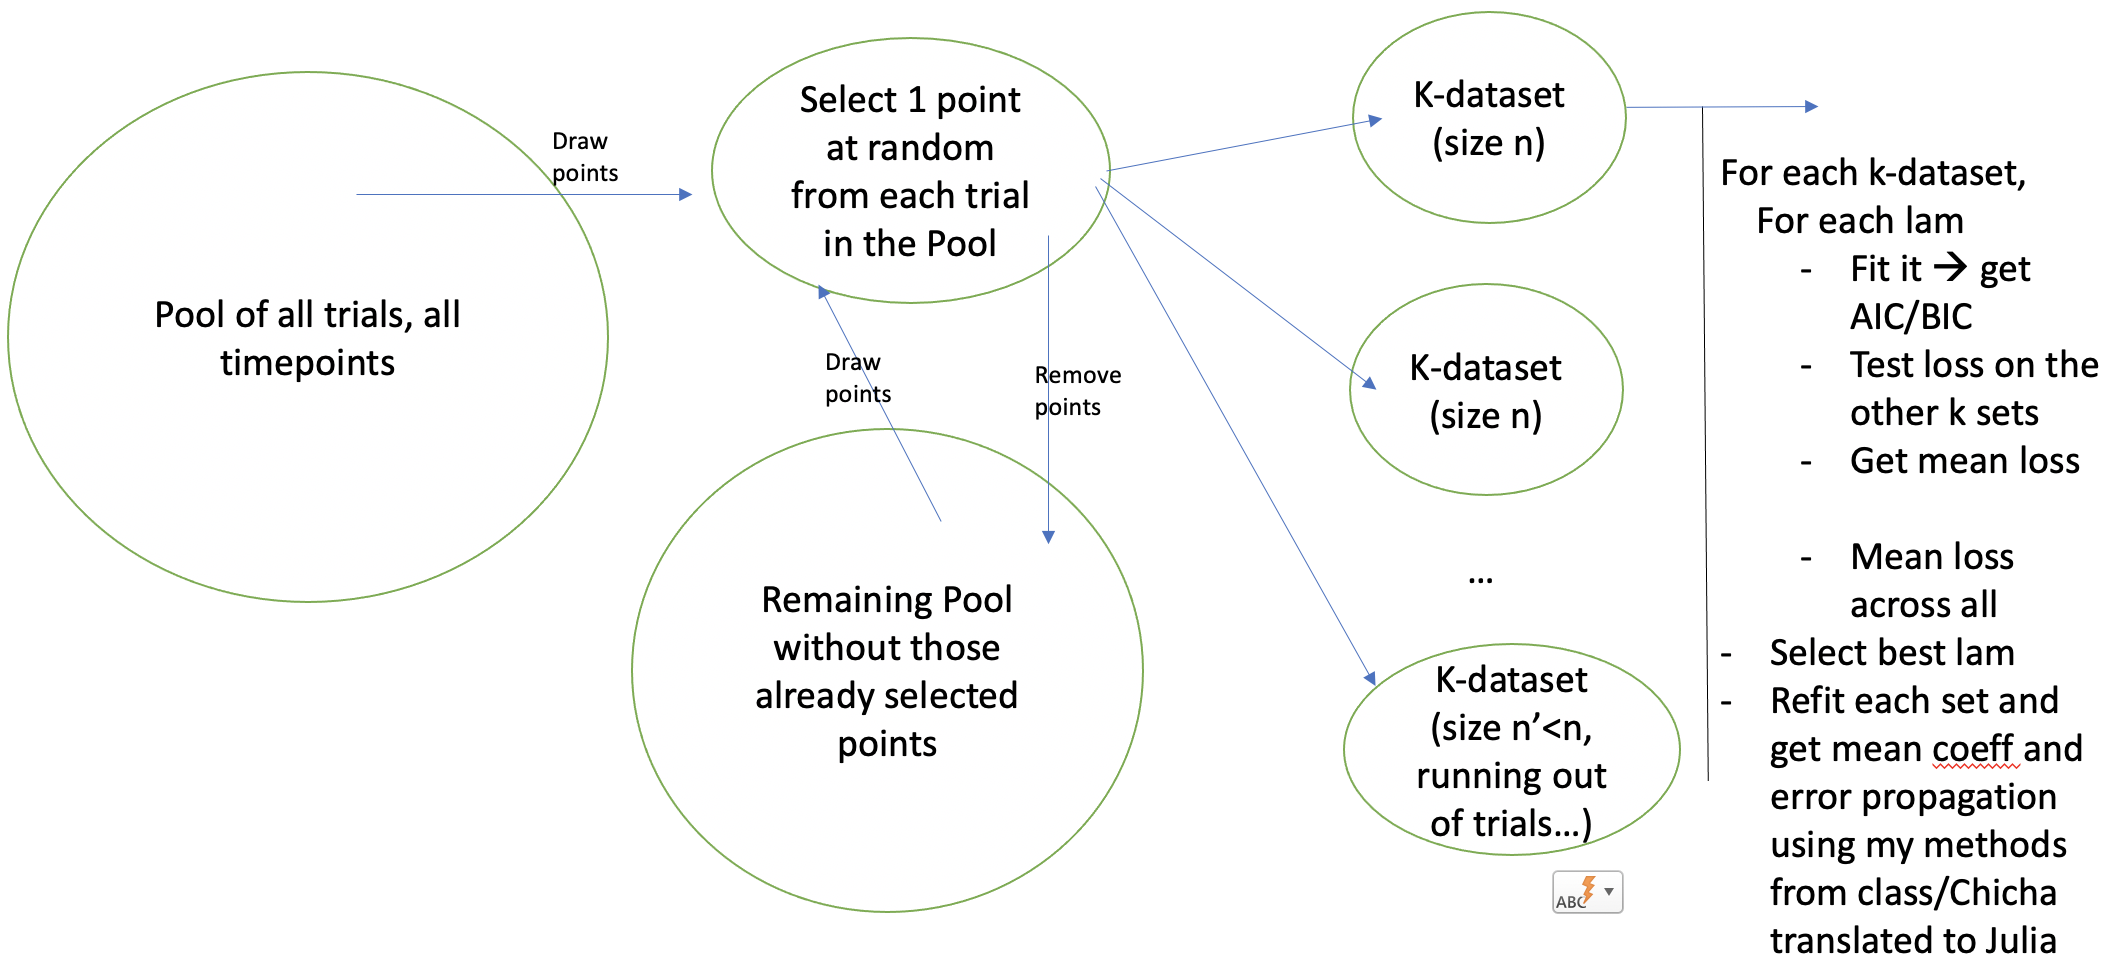 Pool of all trials, all
timepoints
Draw
points
Select 1 point
at random
from each trial
in the Pool
Draw
points
Remove
points
Remaining Pool
without those
already selected
points
K-dataset
(size n)
K-dataset
(size n)
...
K-dataset
(size n’<n,
running out
of trials...)
ABC
For each k-dataset,
For each lam
- Fit it → get
AIC/BIC
- Test loss on the
other k sets
- Get mean loss
- Mean loss
across all
- Select best lam
- Refit each set and
get mean coeff and
error propagation
using my methods
from class/Chicha
translated to Julia